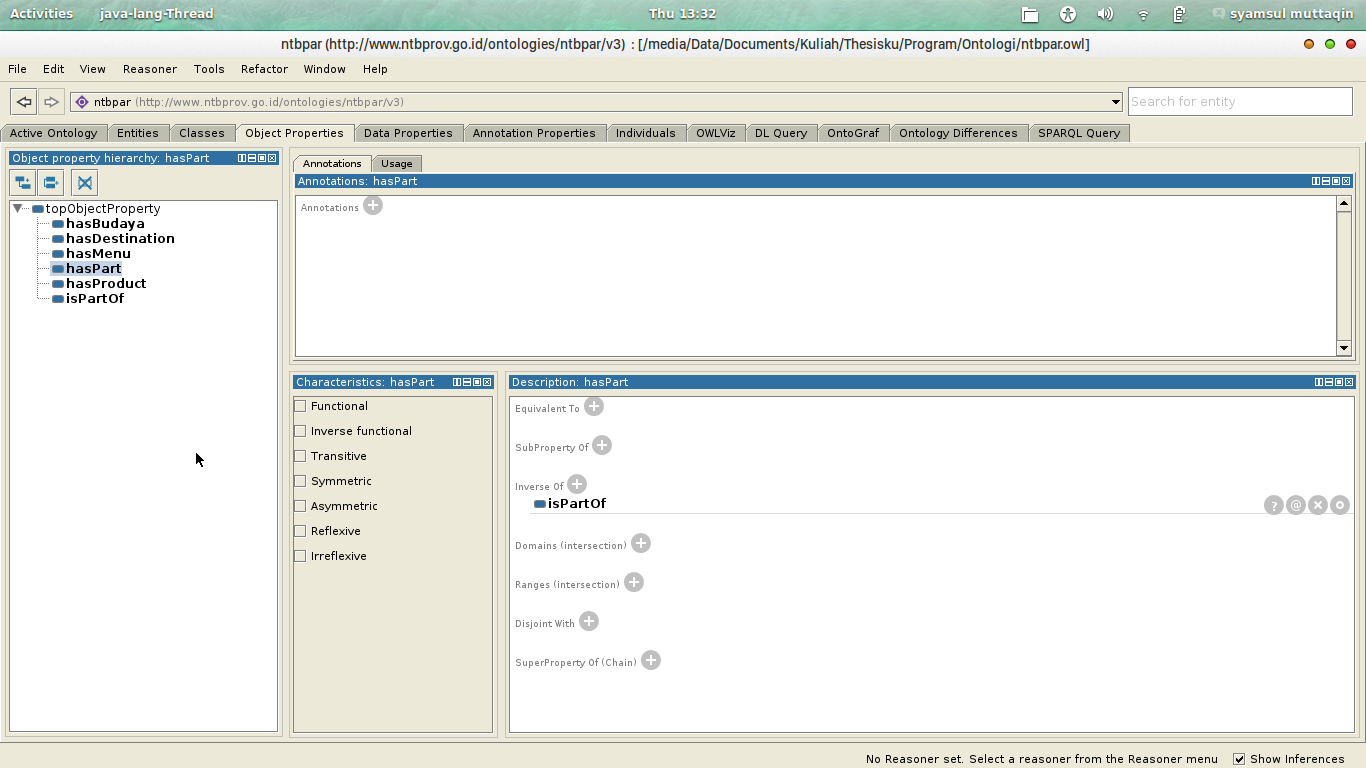 Activities java-lang-Thread Thu 13:32 syamsul muttaqin
ntbpar (http://www.ntbprov.go.id/ontologies/ntbpar/v3) : [/media/Data/Documents/Kuliah/Thesisku/Program/Ontologi/ntbpar.owl]
File Edit View Reasoner Tools Refactor Window Help
ntbpar (http://www.ntbprov.go.id/ontologies/ntbpar/v3) Search for entity
Active Ontology Entities Classes Object Properties Data Properties Annotation Properties Individuals OWLViz DL Query OntoGraf Ontology Differences SPARQL Query
Object property hierarchy: hasPart
topObjectProperty
hasBudaya
hasDestination
hasMenu
hasPart
hasProduct
isPartOf
Annotations Usage
Annotations: hasPart
Annotations
Characteristics: hasPart
Functional
Inverse functional
Transitive
Symmetric
Asymmetric
Reflexive
Irreflexive
Description: hasPart
Equivalent To
SubProperty Of
Inverse Of
isPartOf
Domains (intersection)
Ranges (intersection)
Disjoint With
SuperProperty Of (Chain)
No Reasoner set. Select a reasoner from the Reasoner menu Show Inferences